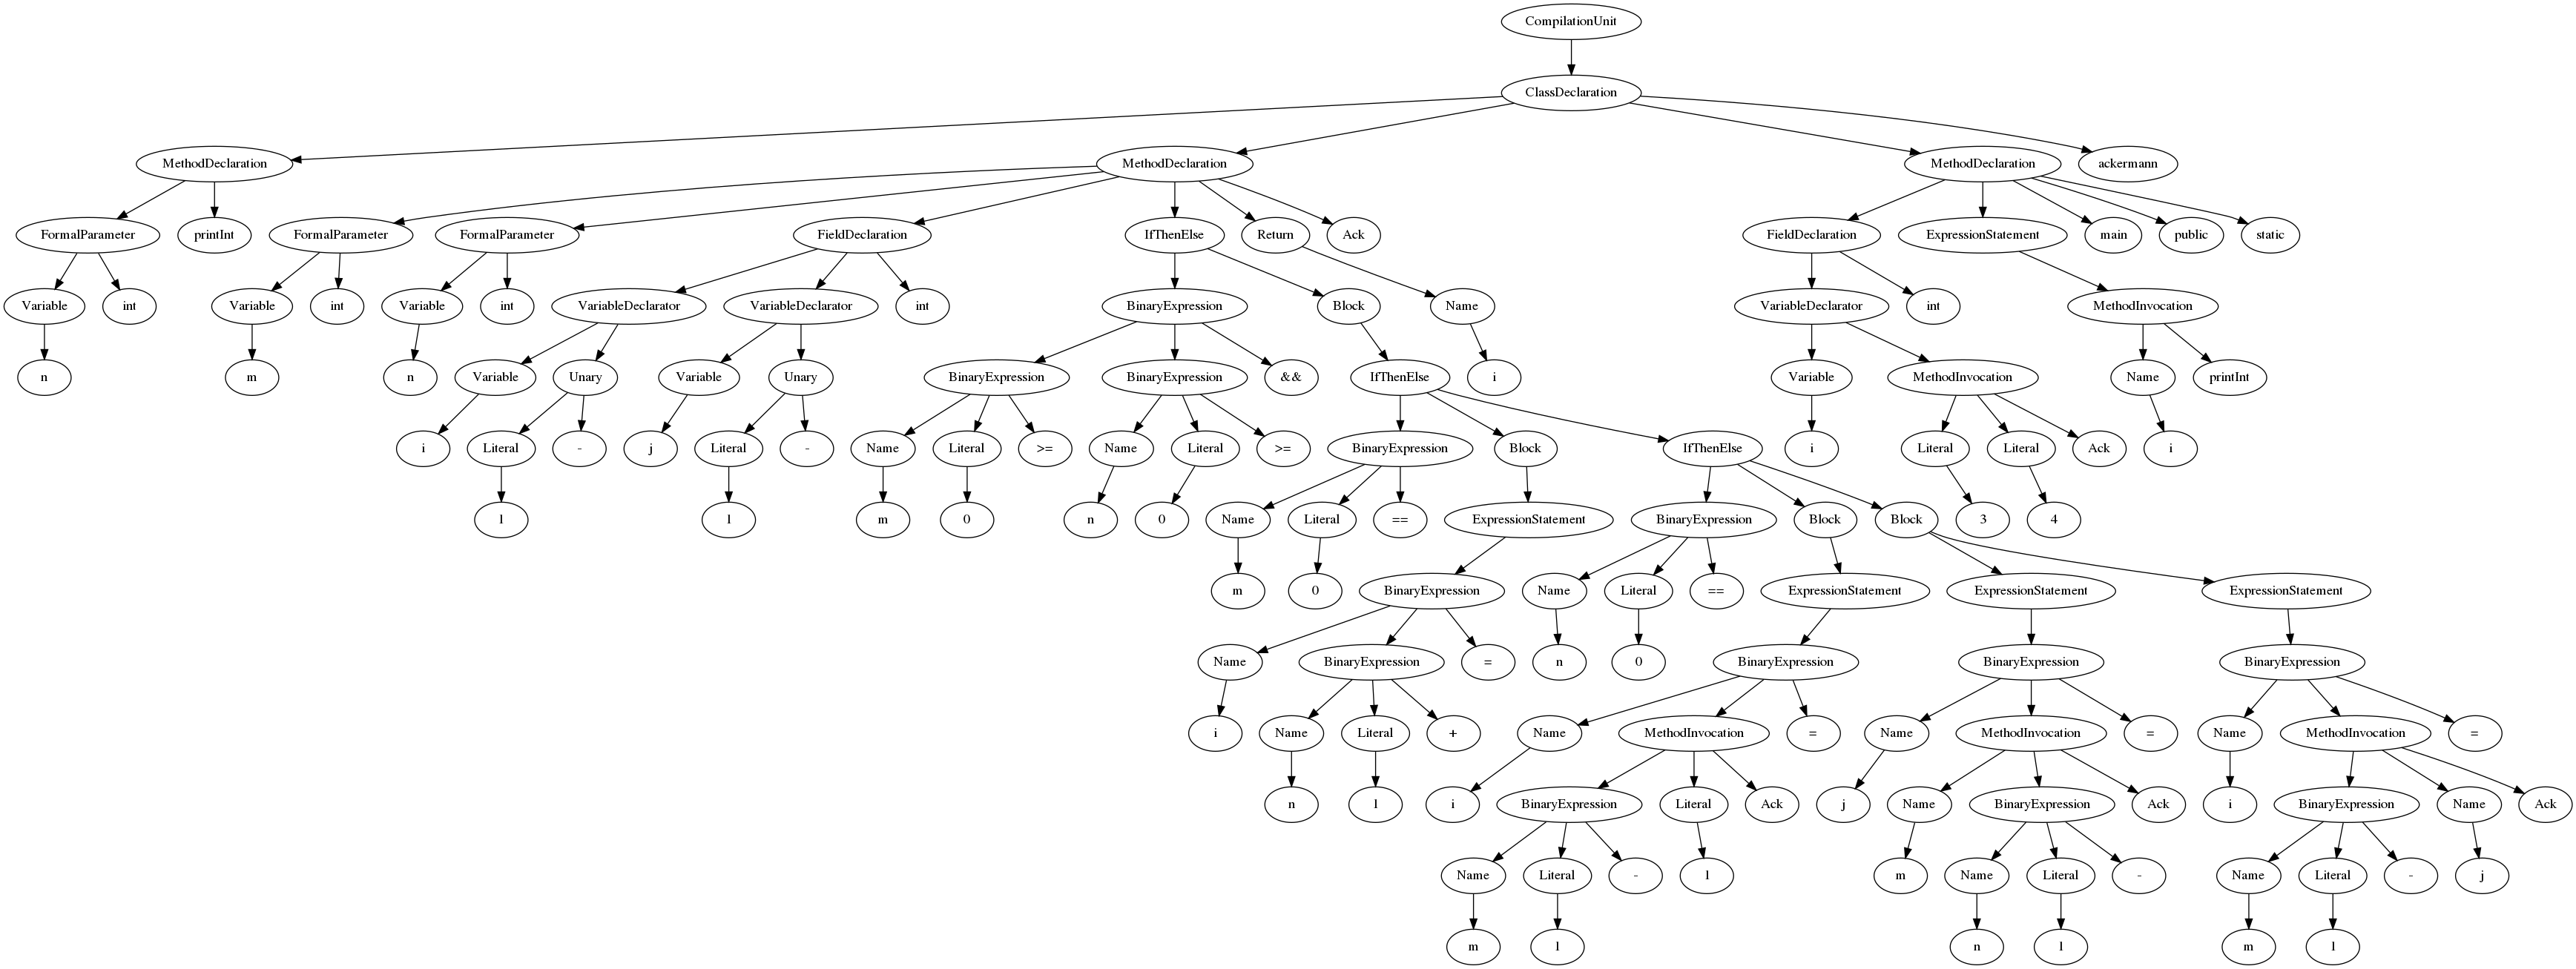 CompilationUnit
ClassDeclaration
MethodDeclaration MethodDeclaration MethodDeclaration ackermann
FormalParameter printInt FormalParameter FormalParameter FieldDeclaration IfThenElse Return Ack FieldDeclaration ExpressionStatement main public static
Variable int Variable int Variable int VariableDeclarator VariableDeclarator int BinaryExpression Block Name VariableDeclarator int MethodInvocation
n m n Variable Unary Variable Unary BinaryExpression BinaryExpression && IfThenElse i Variable MethodInvocation Name printInt
i Literal - j Literal - Name Literal >= Name Literal >= BinaryExpression Block IfThenElse i Literal Literal Ack i
1 1 m 0 n 0 Name Literal == ExpressionStatement BinaryExpression Block Block 3 4
m 0 BinaryExpression Name Literal == ExpressionStatement ExpressionStatement ExpressionStatement
Name BinaryExpression = n 0 BinaryExpression BinaryExpression BinaryExpression
i Name Literal + Name MethodInvocation = Name MethodInvocation = Name MethodInvocation =
n 1 i BinaryExpression Literal Ack j Name BinaryExpression Ack i BinaryExpression Name Ack
Name Literal - 1 m Name Literal - Name Literal - j
m 1 n 1 m 1